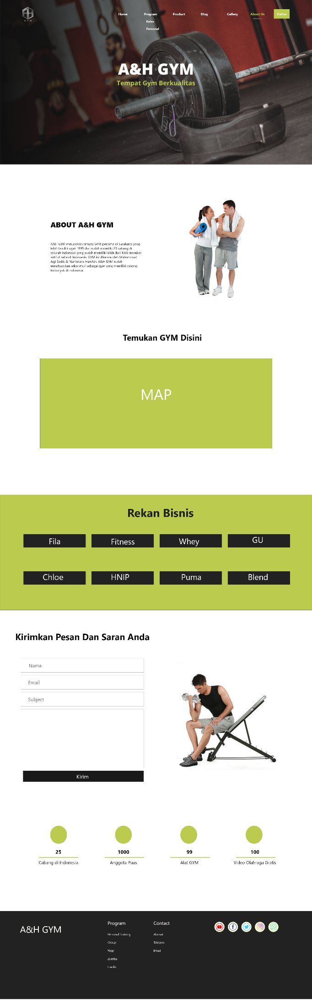 AH
GYM
Home Program Product Blog Gallery About Us Daftar
Kelas
Personal
A&H GYM
Tempat Gym Berkualitas
ABOUT A&H GYM
A&H GYM merupakan tempat GYM pertama di Surakarta yang
telah berdiri sejak 1995 dan sudah memiliki 25 cabang di
seluruh Indonesia yang sudah memiliki lebih dari 1000 member
aktif di seluruh Indonesia. GYM ini dikelola oleh Muhammad
Aqil Sadik & Nur Isnaini Hanifah. A&H GYM sudah
mendapatkan rekor muri sebagai gym yang memiliki cabang
terbanyak di indonesia.
Temukan GYM Disini
MAP
Rekan Bisnis
Fila Fitness Whey GU
Chloe HNIP Puma Blend
Kirimkan Pesan Dan Saran Anda
Nama
Email
Subject
Kirim
25 1000 99 100
Cabang di Indonesia Anggota Puas Alat GYM Video Olahraga Gratis
A&H GYM
Program
Personal Training
Group
Yoga
Zumba
Cardio
Contact
Alamat
Telepon
Email